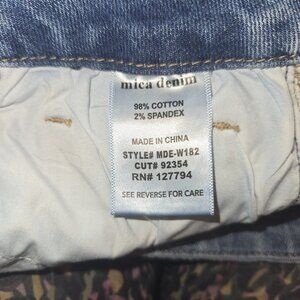 mica denim
98% COTTON
2% SPANDEX
MADE IN CHINA
STYLE# MDE-W182
CUT# 92354
RN# 127794
SEE REVERSE FOR CARE